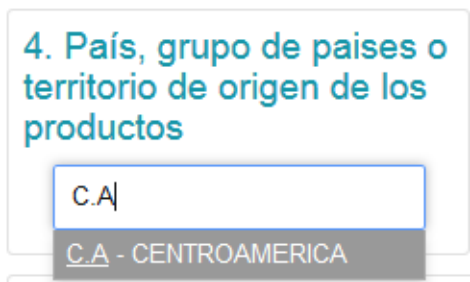 4. País, grupo de paises o
territorio de origen de los
productos
C.A
C.A - CENTROAMERICA